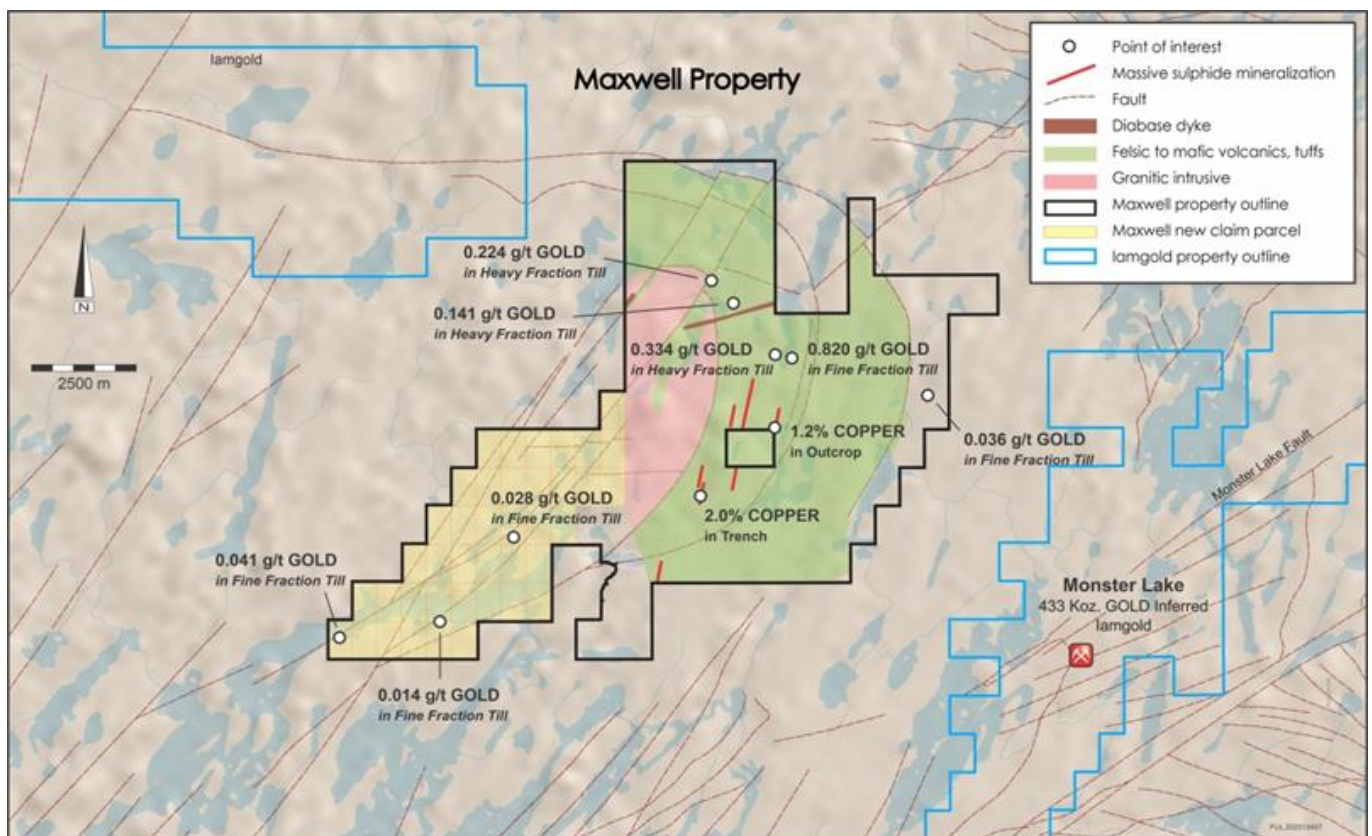 Iamgold
Maxwell Property
Point of interest
Massive sulphide mineralization
Fault
Diabase dyke
Felsic to mafic volcanics, tuffs
Granitic intrusive
Maxwell property outline
Maxwell new claim parcel
Iamgold property outline
N
2500 m
0.224 g/t GOLD
in Heavy Fraction Till
0.141 g/t GOLD
in Heavy Fraction Till
0.334 g/t GOLD
in Heavy Fraction Till
0.820 g/t GOLD
in Fine Fraction Till
1.2% COPPER
in Outcrop
0.036 g/t GOLD
in Fine Fraction Till
Monster Lake Fault
0.028 g/t GOLD
in Fine Fraction Till
2.0% COPPER
in Trench
0.041 g/t GOLD
in Fine Fraction Till
0.014 g/t GOLD
in Fine Fraction Till
Monster Lake
433 Koz. GOLD Inferred
Iamgold